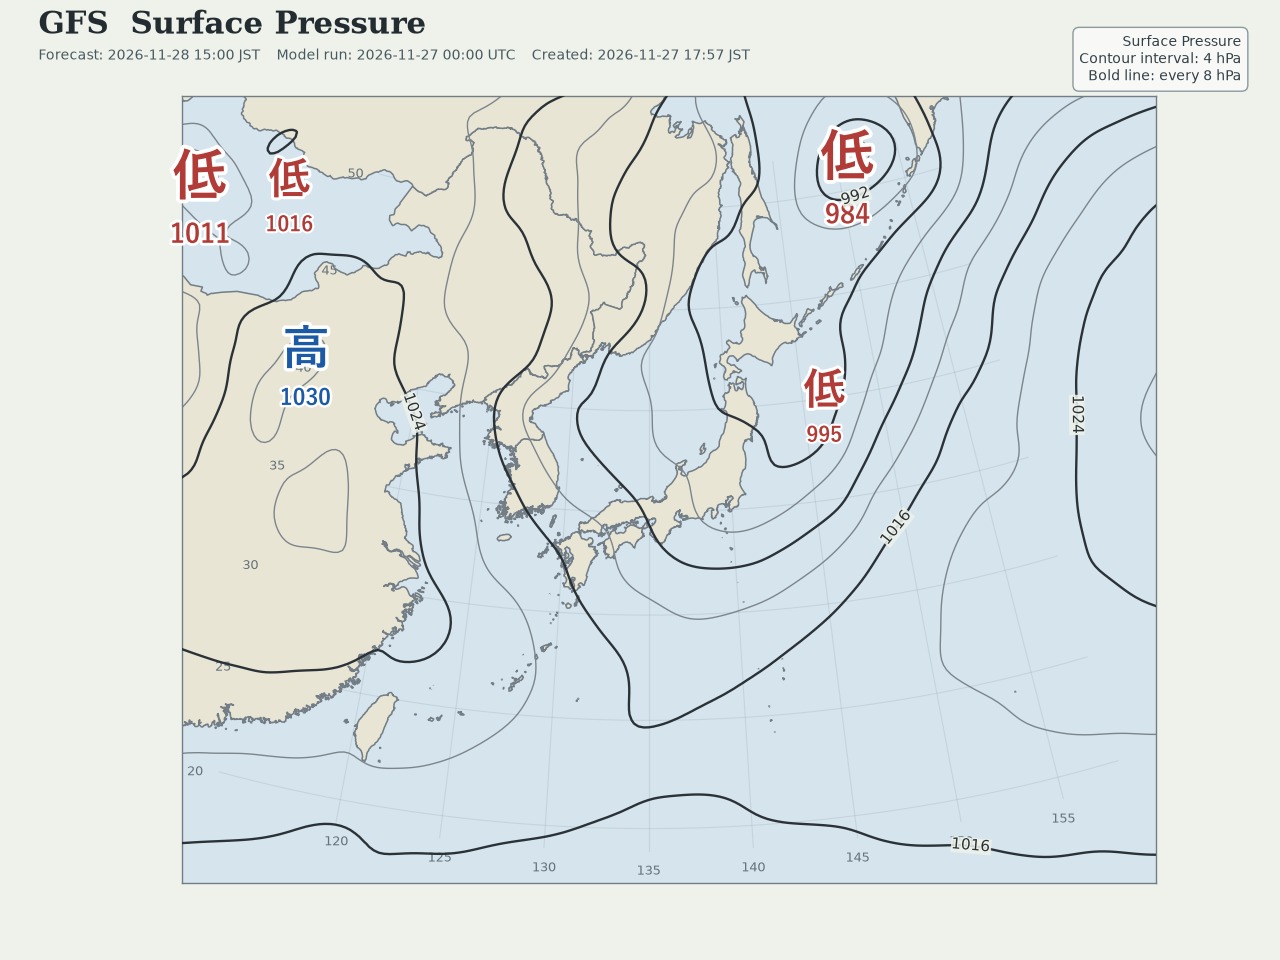 GFS Surface Pressure
Forecast: 2026-11-28 15:00 JST Model run: 2026-11-27 00:00 UTC Created: 2026-11-27 17:57 JST
Surface Pressure
Contour interval: 4 hPa
Bold line: every 8 hPa
低
1011
低
1016
50
低
992
984
45
高
40
1030
低
995
1024
1024
35
1016
30
25
20
155
120
125
130
135
140
145
1016